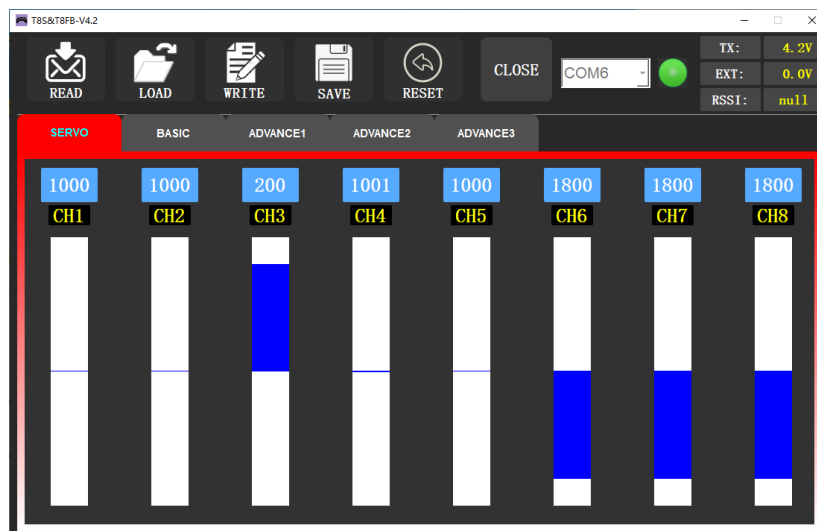 T8S&T8FB-V4.2
READ LOAD WRITE SAVE RESET CLOSE COM6
TX: 4.2V
EXT: 0.0V
RSSI: null
SERVO BASIC ADVANCE1 ADVANCE2 ADVANCE3
1000 1000 200 1001 1000 1800 1800 1800
CH1 CH2 CH3 CH4 CH5 CH6 CH7 CH8